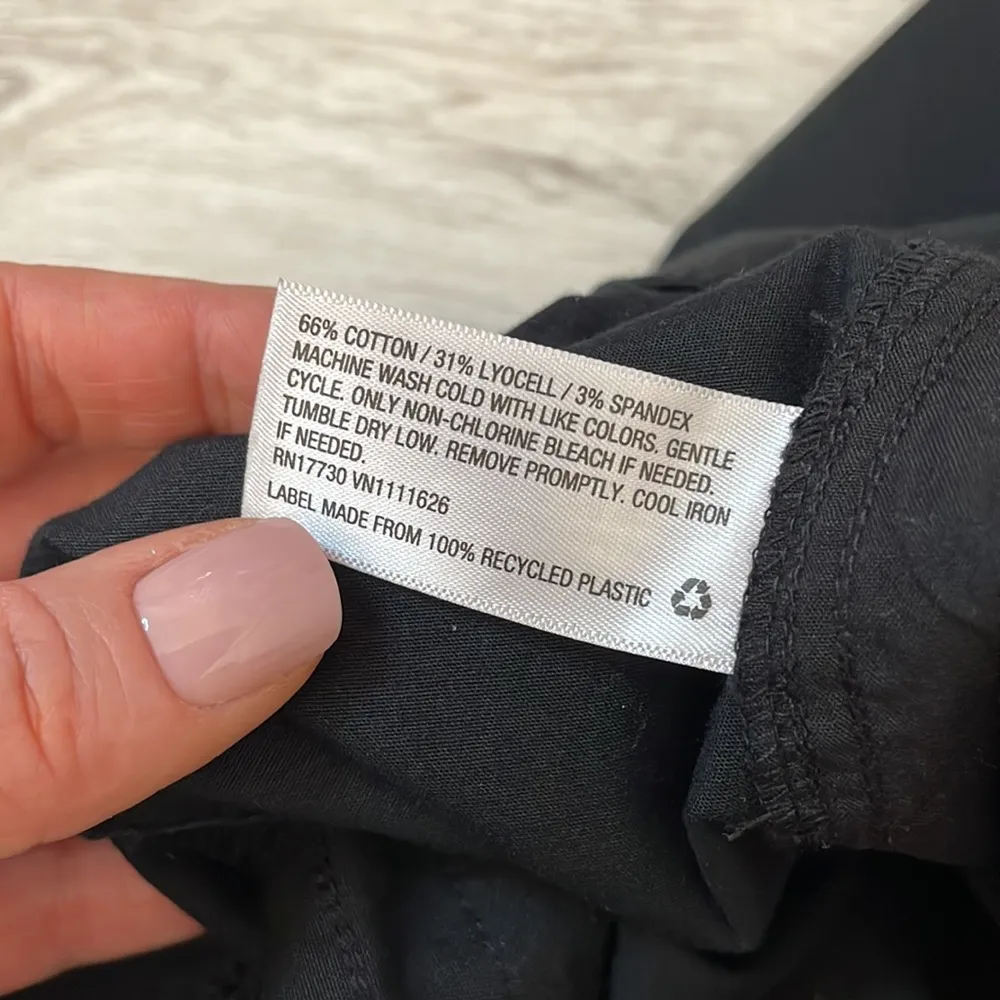 66% COTTON / 31% LYOCELL / 3% SPANDEX
MACHINE WASH COLD WITH LIKE COLORS. GENTLE
CYCLE. ONLY NON-CHLORINE BLEACH IF NEEDED.
TUMBLE DRY LOW. REMOVE PROMPTLY. COOL IRON
IF NEEDED.
RN17730 VN1111626
LABEL MADE FROM 100% RECYCLED PLASTIC